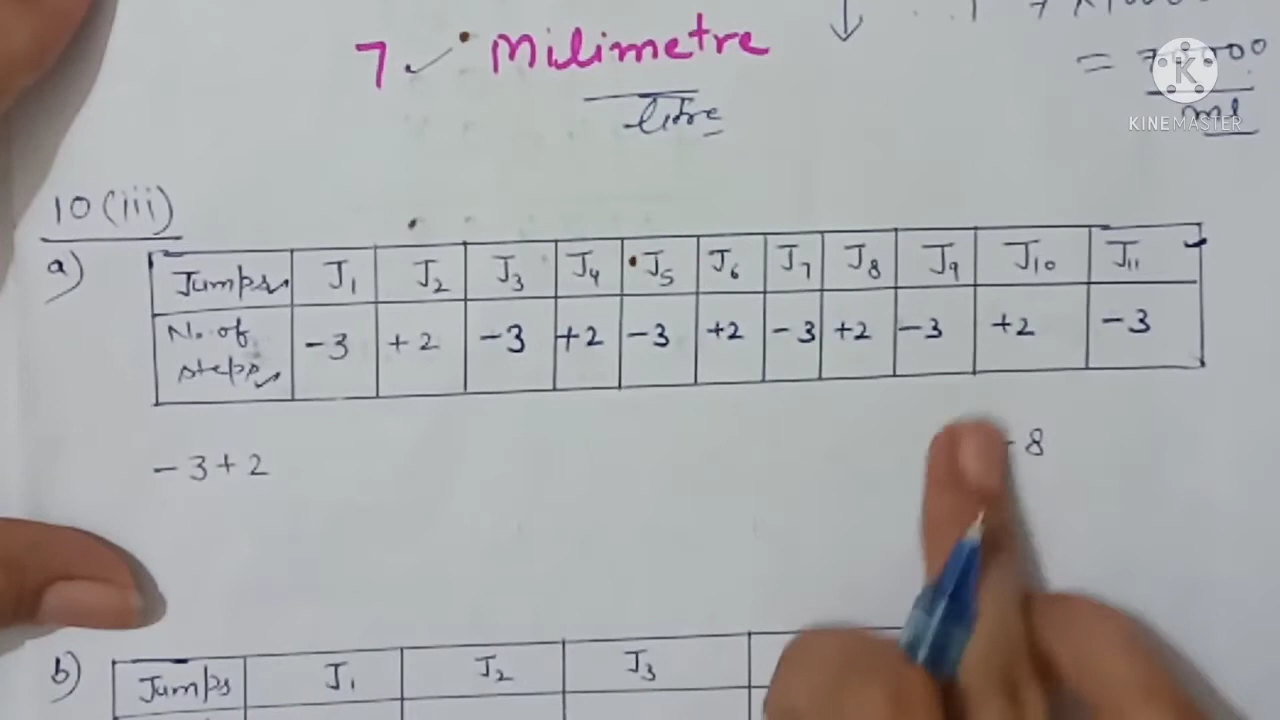 7 Milimetre
litre
=
ml
KINEMASTER
10 (iii)
a) Jumps J1 J2 J3 J4 J5 J6 J7 J8 J9 J10 J11
No. of steps -3 +2 -3 +2 -3 +2 -3 +2 -3 +2 -3
-3+2 8
b) Jumps J1 J2 J3